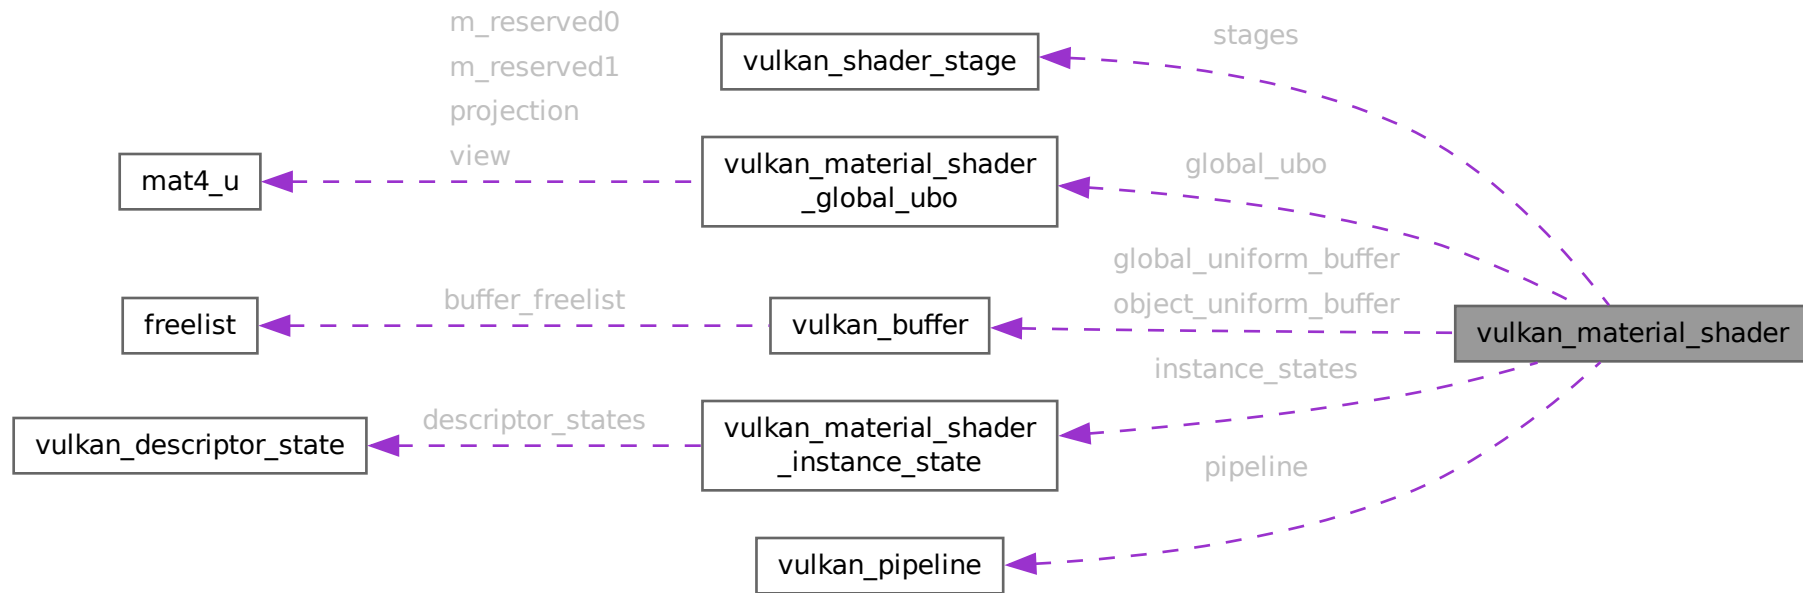 m_reserved0
m_reserved1
projection
view
vulkan_shader_stage
stages
mat4_u
vulkan_material_shader
_global_ubo
global_ubo
freelist
buffer_freelist
vulkan_buffer
global_uniform_buffer
object_uniform_buffer
vulkan_material_shader
vulkan_descriptor_state
descriptor_states
vulkan_material_shader
_instance_state
instance_states
vulkan_pipeline
pipeline